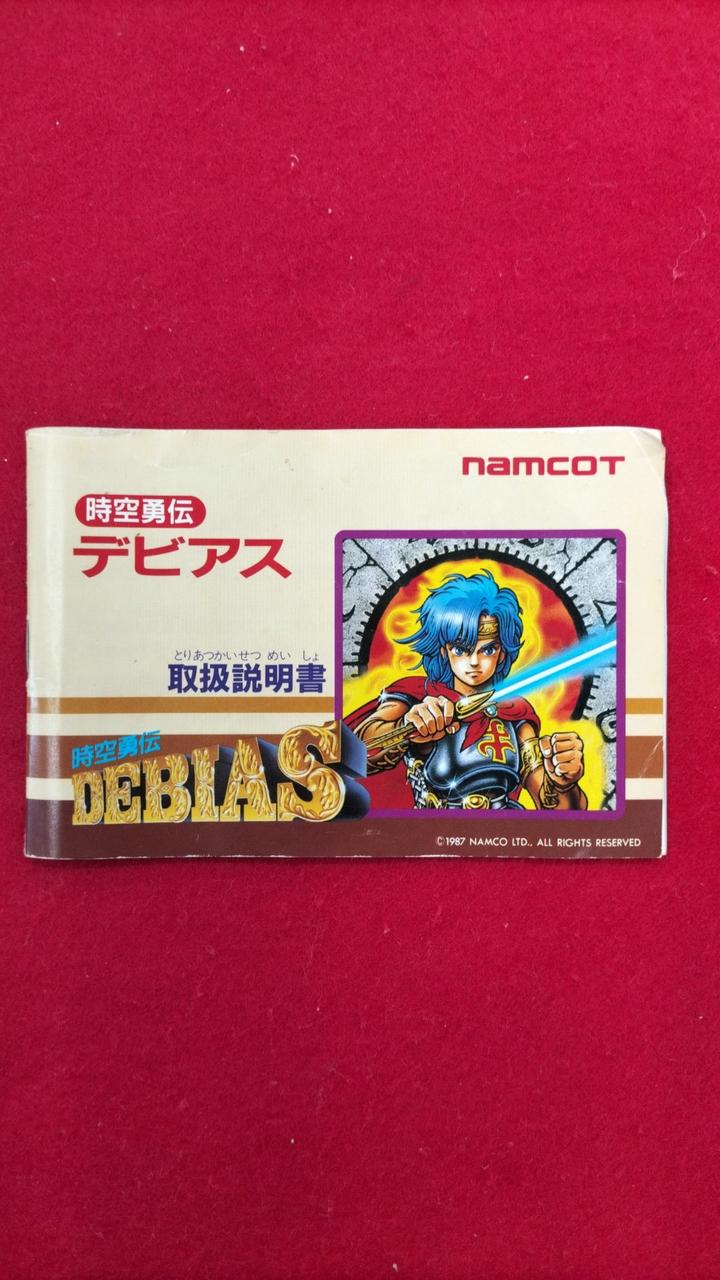 namcot
時空勇伝
デビアス
とりあつかいせつ めい しょ
取扱説明書
時空勇伝
DEBIAS
©1987 NAMCO LTD., ALL RIGHTS RESERVED